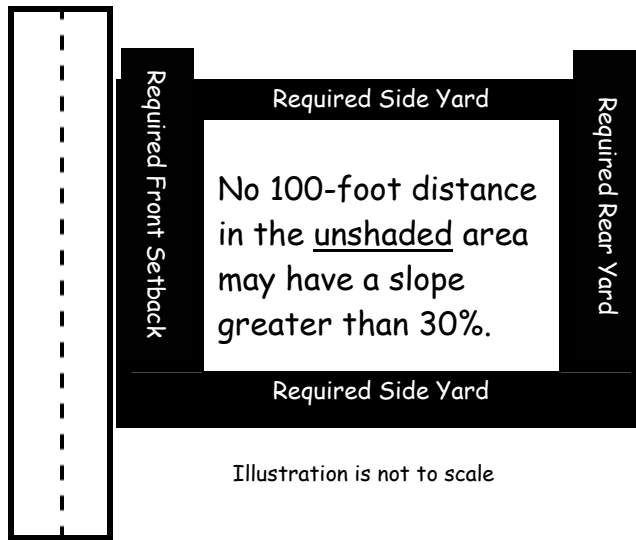 Required Side Yard
Required Front Setback
No 100-foot distance
in the unshaded area
may have a slope
greater than 30%.
Required Rear Yard
Required Side Yard
Illustration is not to scale